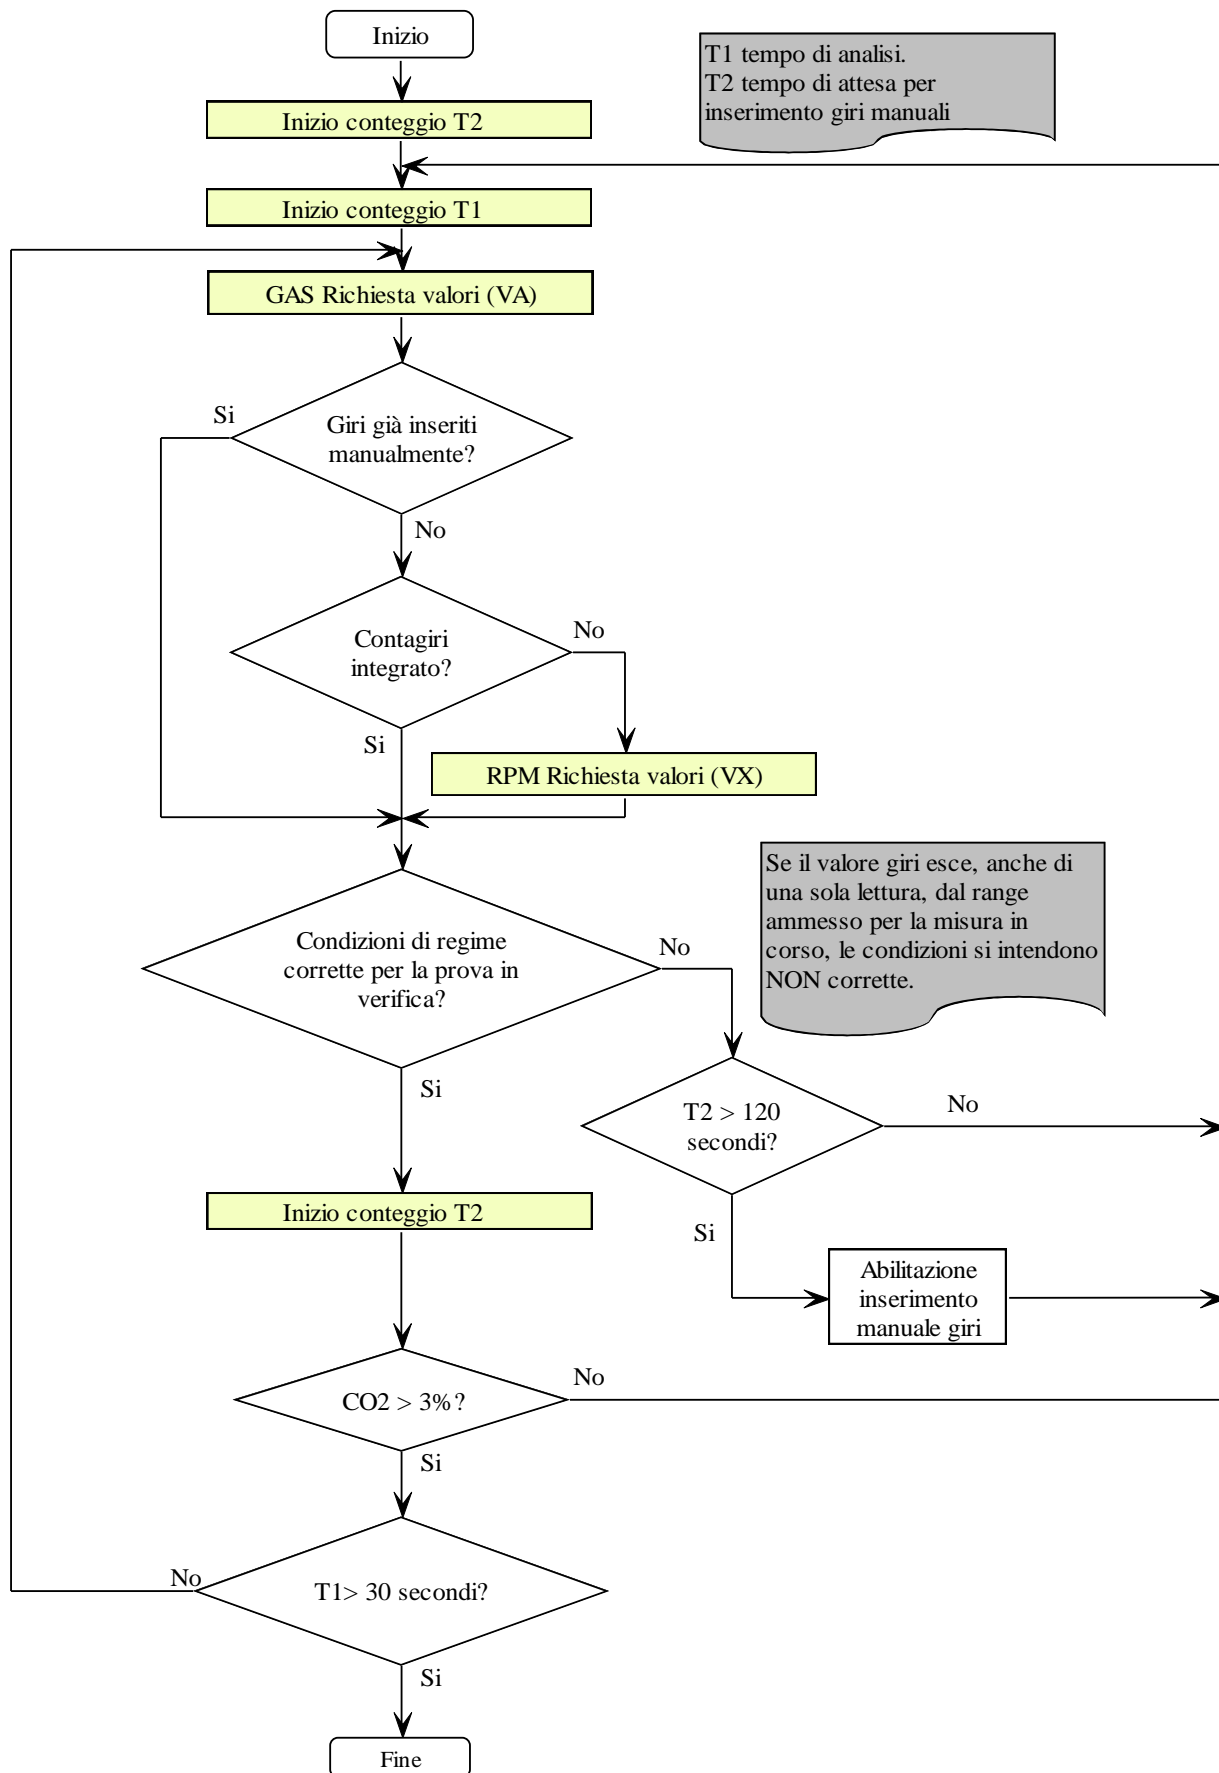 Inizio
T1 tempo di analisi.
T2 tempo di attesa per
inserimento giri manuali
Inizio conteggio T2
Inizio conteggio T1
GAS Richiesta valori (VA)
Si
Giri già inseriti
manualmente?
No
Contagiri
integrato?
No
Si
RPM Richiesta valori (VX)
Se il valore giri esce, anche di
una sola lettura, dal range
ammesso per la misura in
corso, le condizioni si intendono
NON corrette.
Condizioni di regime
corrette per la prova in
verifica?
No
Si
T2 > 120
secondi?
No
Inizio conteggio T2
Si
Abilitazione
inserimento
manuale giri
CO2 > 3%?
No
Si
No
T1> 30 secondi?
Si
Fine